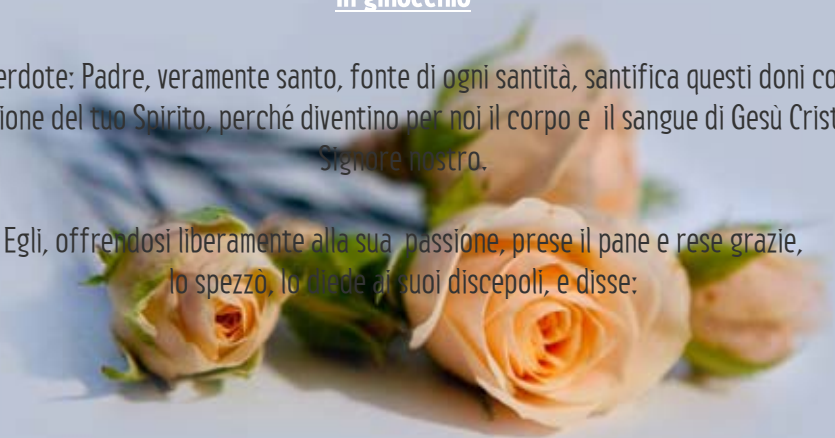 in ginocchio
erdote: Padre, veramente santo, fonte di ogni santità, santifica questi doni co
ione del tuo Spirito, perché diventino per noi il corpo e il sangue di Gesù Crist
Signore nostro.
Egli, offrendosi liberamente alla sua passione, prese il pane e rese grazie,
lo spezzò, lo diede ai suoi discepoli, e disse: